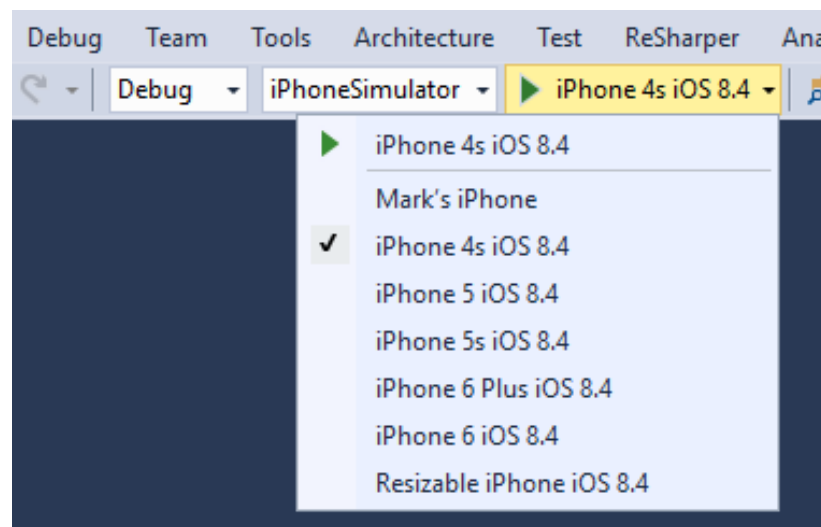 Debug Team Tools Architecture Test ReSharper Ana
Debug iPhoneSimulator iPhone 4s iOS 8.4
iPhone 4s iOS 8.4
Mark's iPhone
iPhone 4s iOS 8.4
iPhone 5 iOS 8.4
iPhone 5s iOS 8.4
iPhone 6 Plus iOS 8.4
iPhone 6 iOS 8.4
Resizable iPhone iOS 8.4